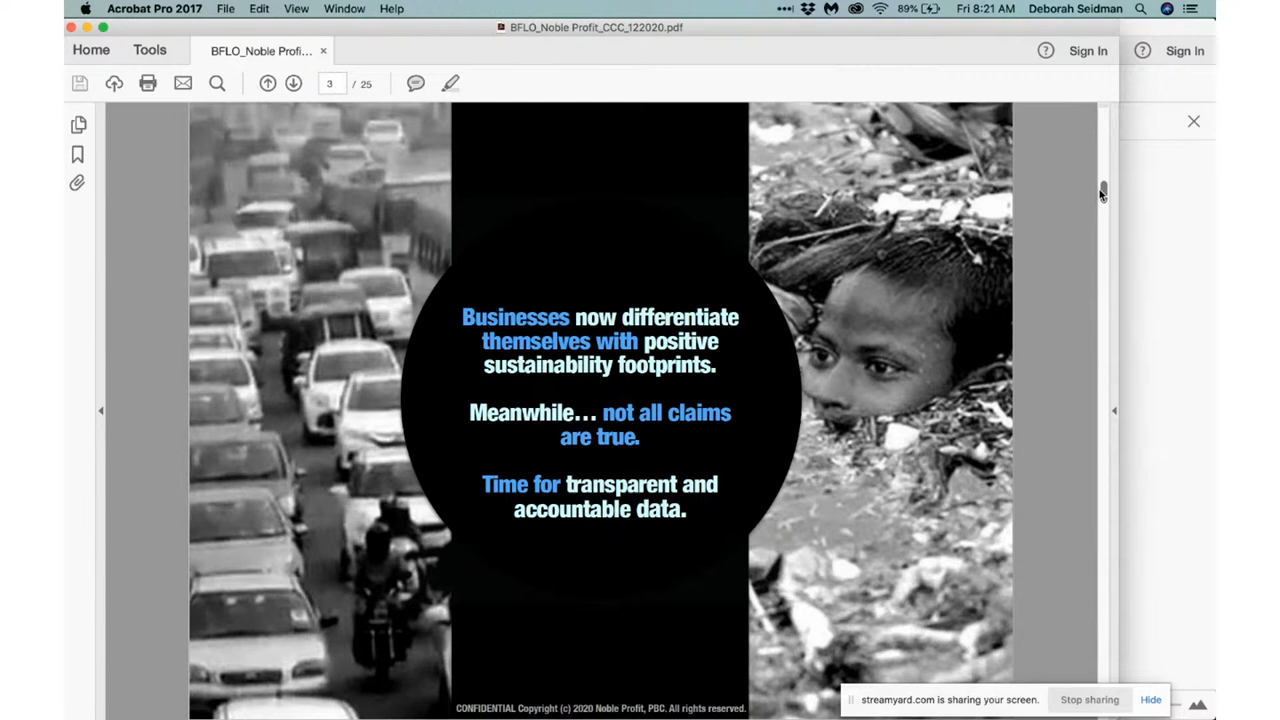 Acrobat Pro 2017 File Edit View Window Help 89% Fri 8:21 AM Deborah Seidman
BFLO_Noble Profit_CCC_122020.pdf
Home Tools BFLO_Noble Profi... × Sign In Sign In
3 / 25
Businesses now differentiate
themselves with positive
sustainability footprints.
Meanwhile… not all claims
are true.
Time for transparent and
accountable data.
CONFIDENTIAL Copyright (c) 2020 Noble Profit, PBC. All rights reserved.
streamyard.com is sharing your screen. Stop sharing Hide